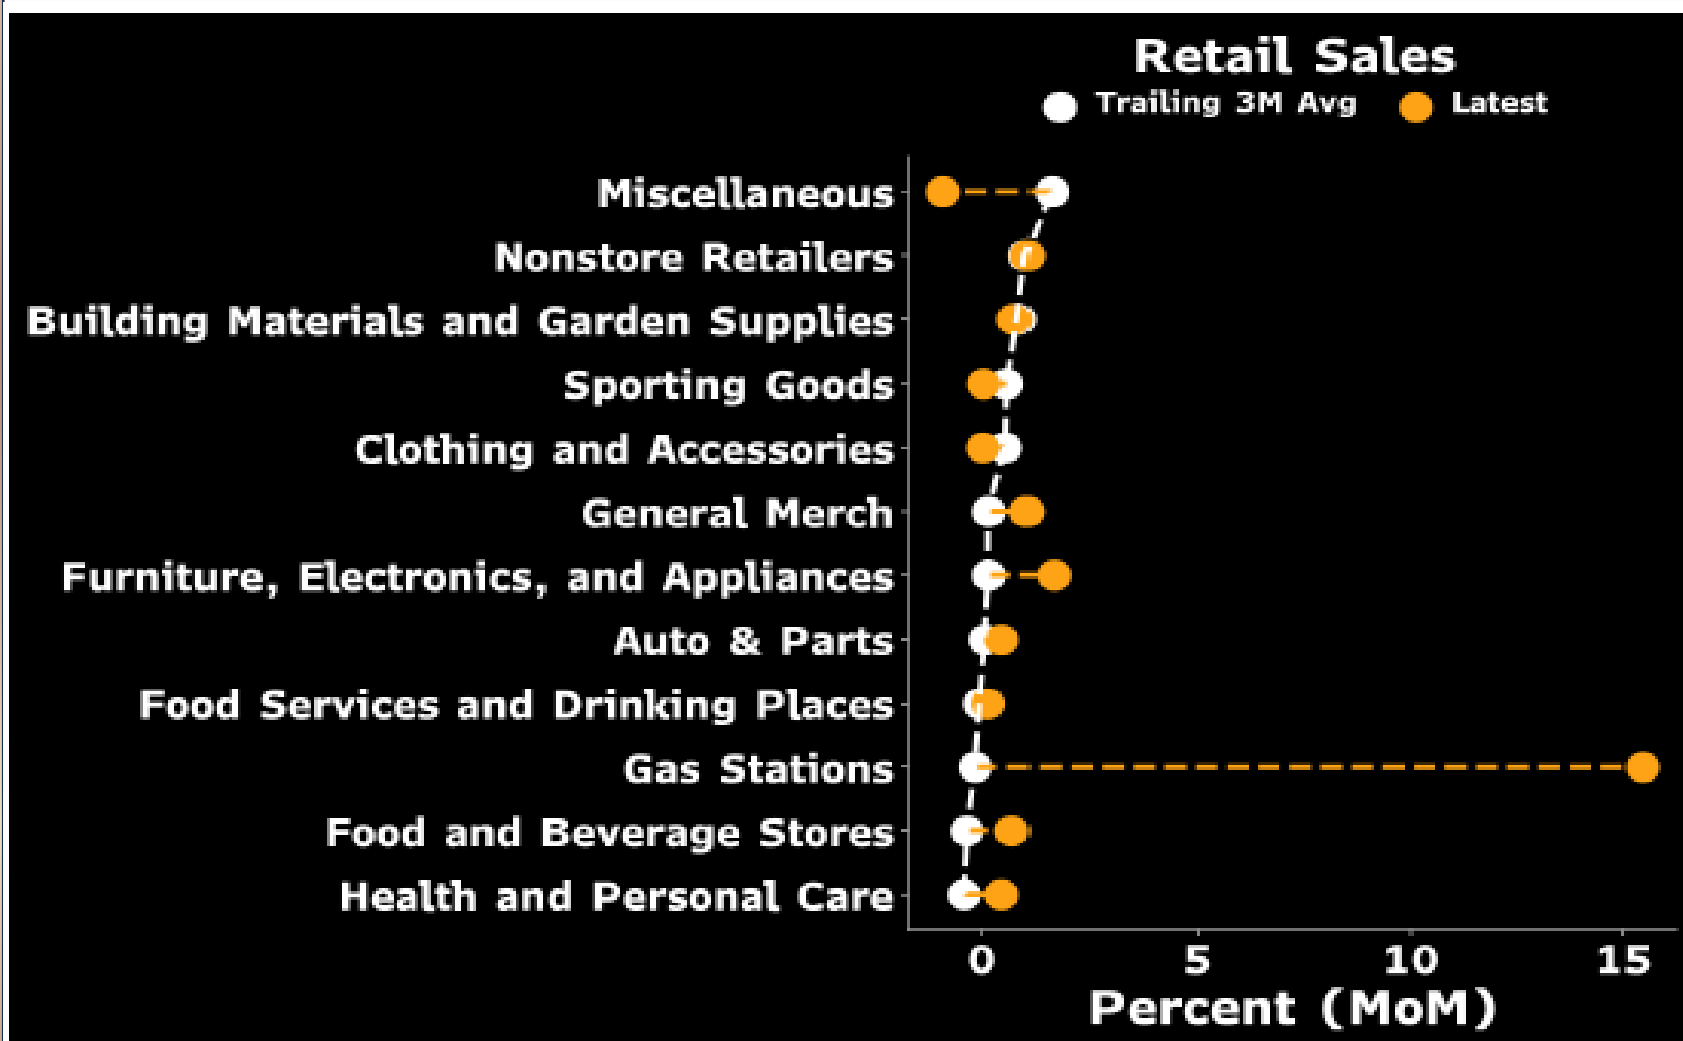 Retail Sales
Trailing 3M Avg Latest
Miscellaneous
Nonstore Retailers
Building Materials and Garden Supplies
Sporting Goods
Clothing and Accessories
General Merch
Furniture, Electronics, and Appliances
Auto & Parts
Food Services and Drinking Places
Gas Stations
Food and Beverage Stores
Health and Personal Care
0 5 10 15
Percent (MoM)